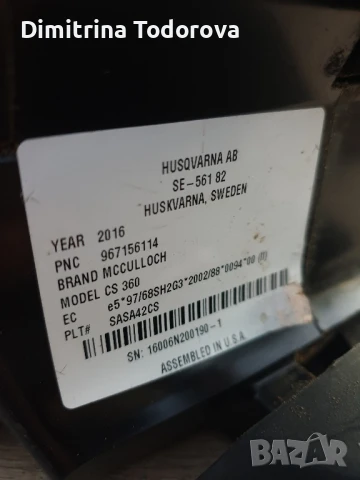 Dimitrina Todorova
HUSQVARNA AB
SE-561 82
HUSKVARNA, SWEDEN
YEAR 2016
PNC 967156114
BRAND MCCULLOCH
MODEL CS 360
EC e5*97/68SH2G3*2002/88*0094*00 (II)
PLT# SASA42CS
SN: 16006N200190-1
ASSEMBLED IN U.S.A.
BAZAR